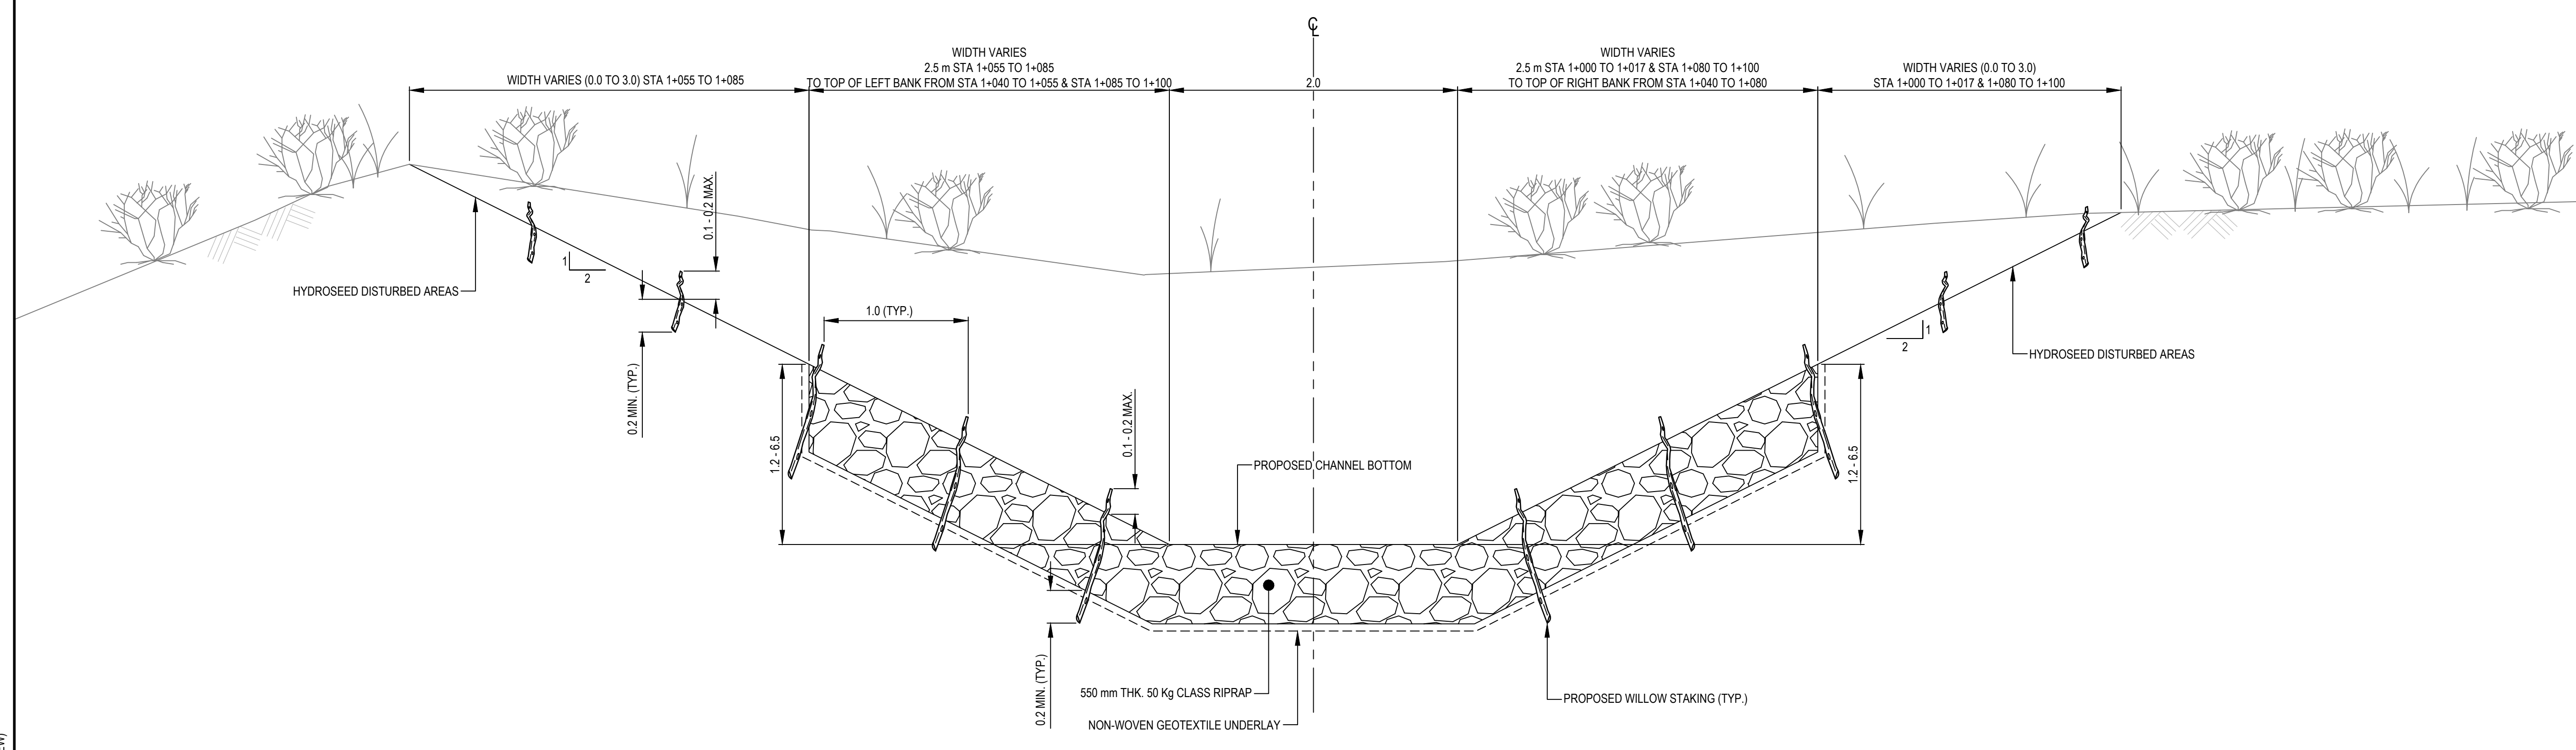 ℄
WIDTH VARIES (0.0 TO 3.0) STA 1+055 TO 1+085
WIDTH VARIES
2.5 m STA 1+055 TO 1+085
TO TOP OF LEFT BANK FROM STA 1+040 TO 1+055 & STA 1+085 TO 1+100
2.0
WIDTH VARIES
2.5 m STA 1+000 TO 1+017 & STA 1+080 TO 1+100
TO TOP OF RIGHT BANK FROM STA 1+040 TO 1+080
WIDTH VARIES (0.0 TO 3.0)
STA 1+000 TO 1+017 & 1+080 TO 1+100
0.1 - 0.2 MAX.
1
2
HYDROSEED DISTURBED AREAS
1.0 (TYP.)
0.2 MIN. (TYP.)
1
2
HYDROSEED DISTURBED AREAS
1.2 - 6.5
0.1 - 0.2 MAX.
PROPOSED CHANNEL BOTTOM
1.2 - 6.5
0.2 MIN. (TYP.)
550 mm THK. 50 Kg CLASS RIPRAP
NON-WOVEN GEOTEXTILE UNDERLAY
PROPOSED WILLOW STAKING (TYP.)